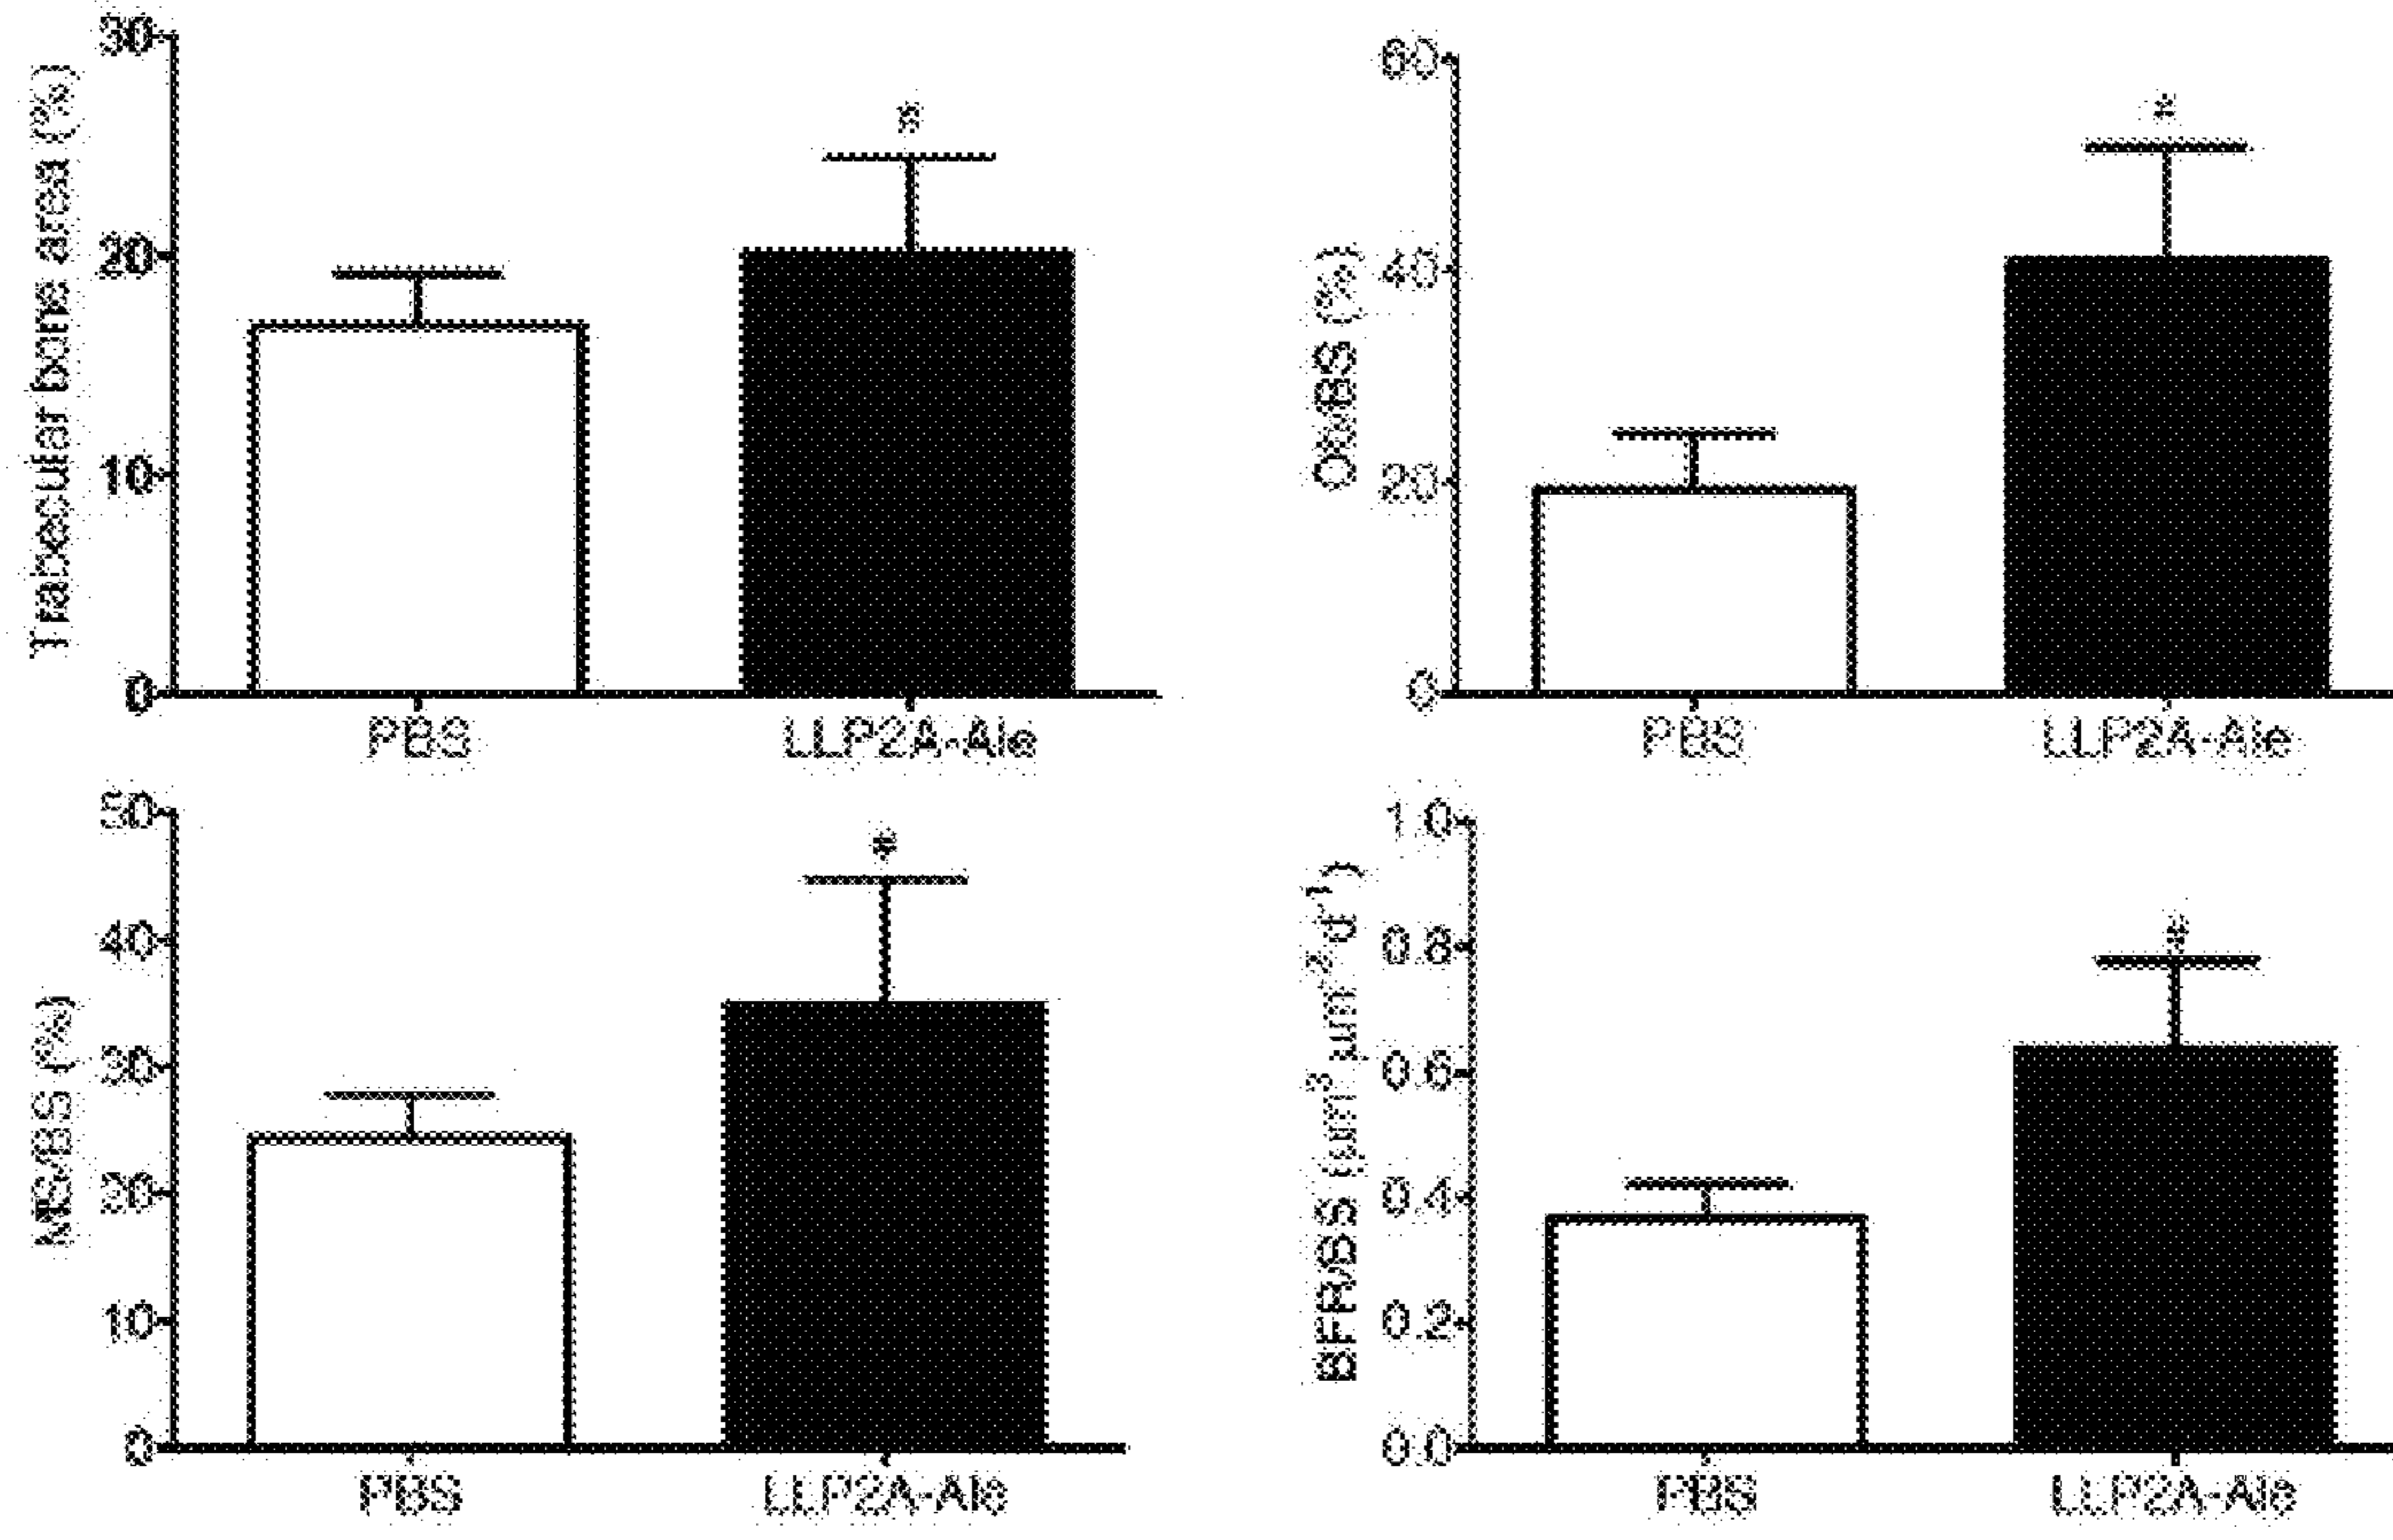 Trabecular bone area (%)
30
20
10
0
*
PBS
LLP2A-Ale
Ob/BS (%)
60
40
20
0
*
PBS
LLP2A-Ale
MS/BS (%)
50
40
30
20
10
0
*
PBS
LLP2A-Ale
BFR/BS (µm³ µm⁻² d⁻¹)
1.0
0.8
0.6
0.4
0.2
0.0
*
PBS
LLP2A-Ale